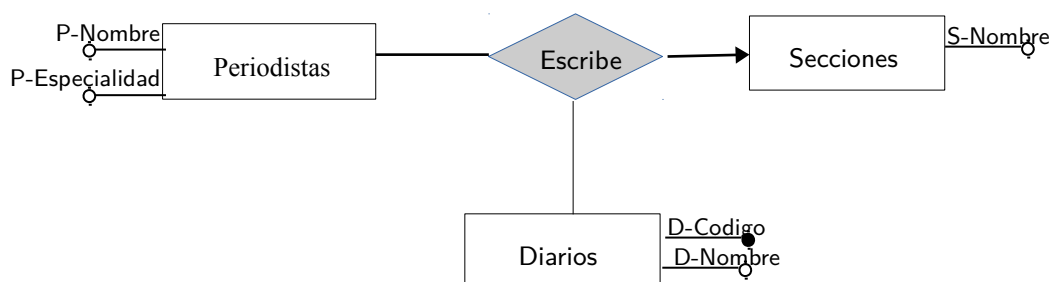 P-Nombre
P-Especialidad
Periodistas
Escribe
Secciones
S-Nombre
Diarios
D-Codigo
D-Nombre